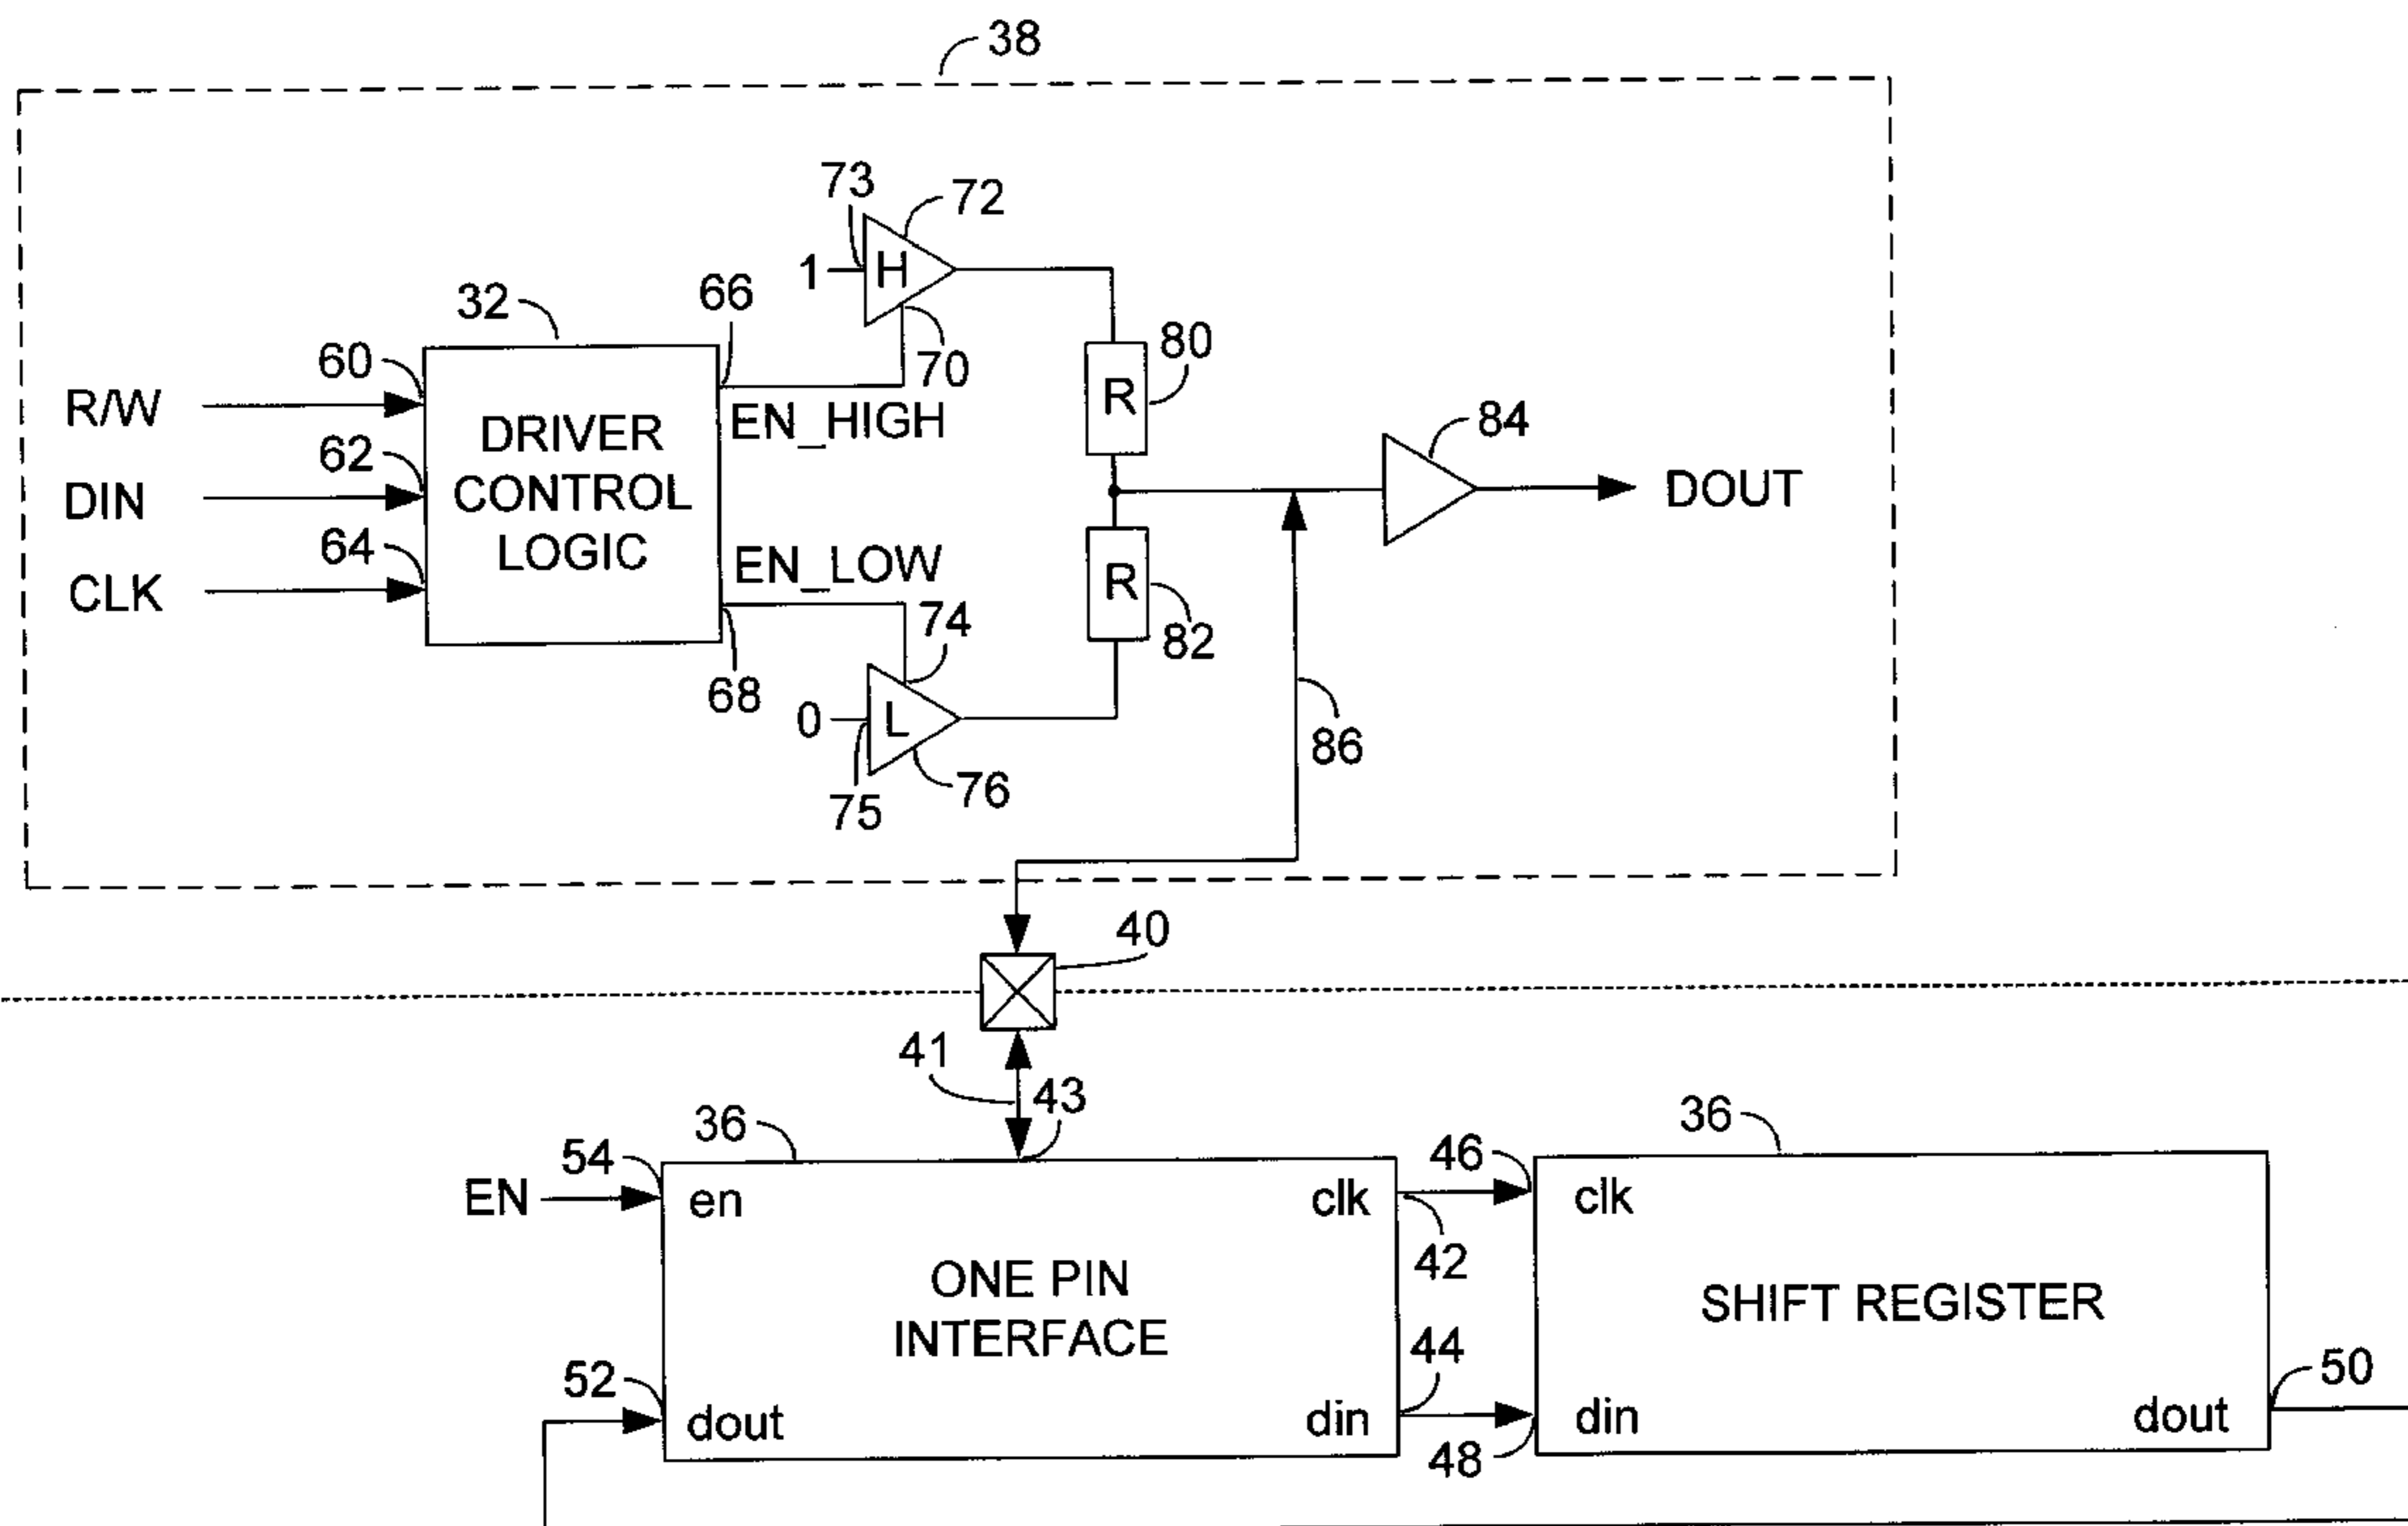 38
73
72
1
H
66
70
32
80
R
60
R/W
DRIVER
CONTROL
LOGIC
EN_HIGH
62
DIN
84
DOUT
64
CLK
EN_LOW
74
R
82
68
0
L
75
76
86
40
41
43
36
54
EN
en
clk
46
42
36
clk
ONE PIN
INTERFACE
SHIFT REGISTER
52
dout
44
din
48
din
dout
50